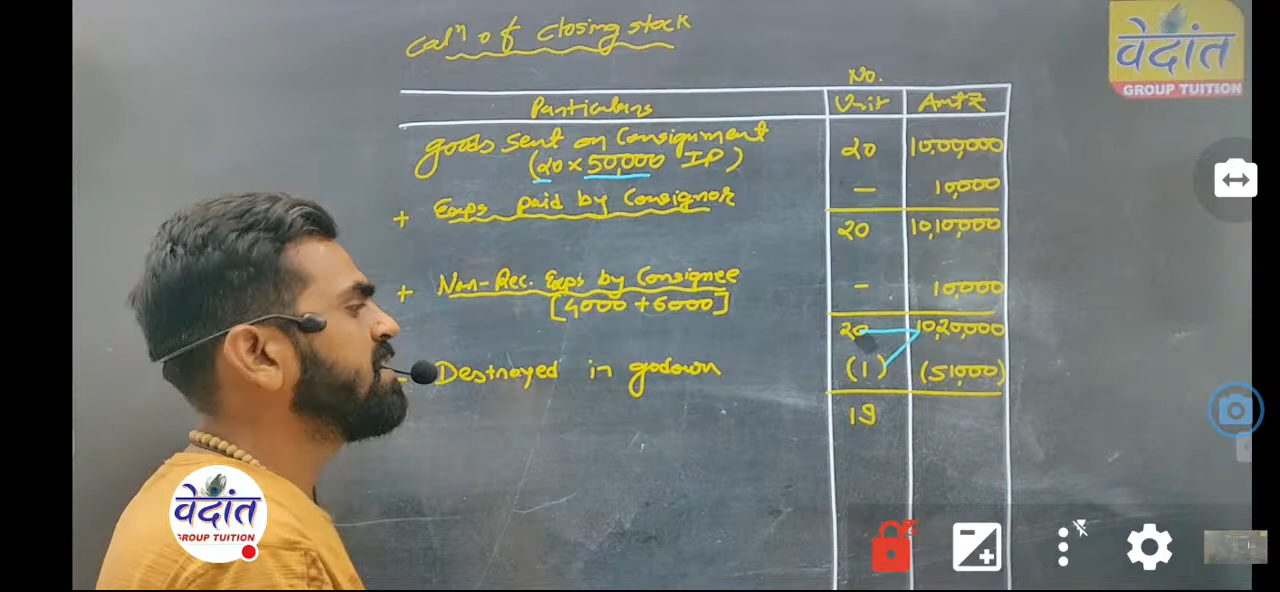 Calⁿ of closing stock
Particulars
No.
Unit
Amt ₹
goods sent on Consignment
(20 × 50,000 IP)
20
10,00,000
+ Exps paid by Consignor
—
10,000
20
10,10,000
+ Non-Rec. Exps by Consignee
[4000 + 6000]
—
10,000
20
10,20,000
- Destroyed in godown
(1)
(51,000)
19
वेदांत
GROUP TUITION
वेदांत
GROUP TUITION